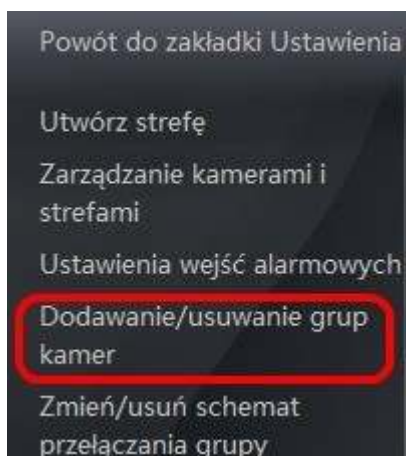 Powót do zakładki Ustawienia
Utwórz strefę
Zarządzanie kamerami i
strefami
Ustawienia wejść alarmowych
Dodawanie/usuwanie grup
kamer
Zmień/usuń schemat
przełączania grupy